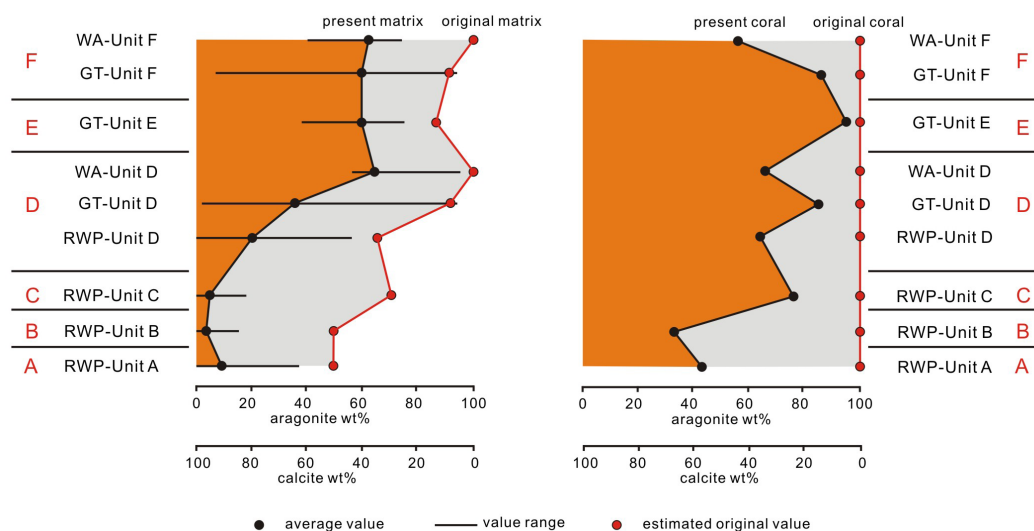 present matrix original matrix
present coral original coral
F
WA-Unit F
GT-Unit F
E
GT-Unit E
D
WA-Unit D
GT-Unit D
RWP-Unit D
C
RWP-Unit C
B
RWP-Unit B
A
RWP-Unit A
WA-Unit F
F
GT-Unit F
GT-Unit E
E
WA-Unit D
GT-Unit D
D
RWP-Unit D
RWP-Unit C
C
RWP-Unit B
B
RWP-Unit A
A
0 20 40 60 80 100
aragonite wt%
100 80 60 40 20 0
calcite wt%
0 20 40 60 80 100
aragonite wt%
100 80 60 40 20 0
calcite wt%
average value value range estimated original value